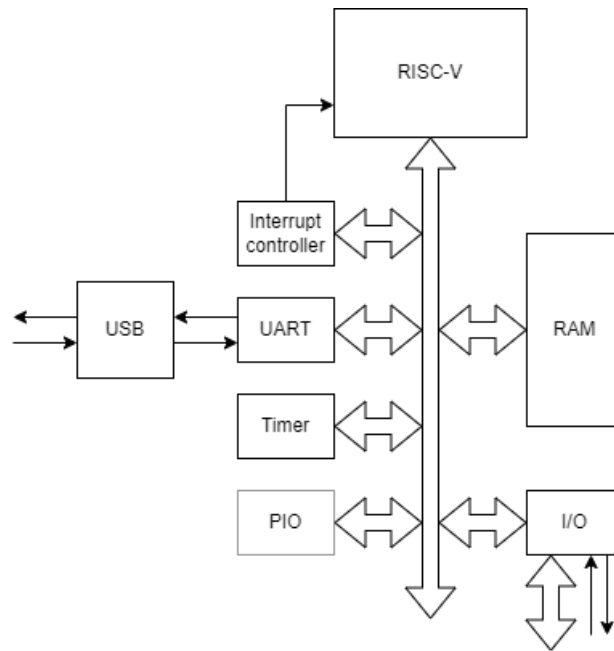 RISC-V
Interrupt
controller
USB
UART
RAM
Timer
PIO
I/O